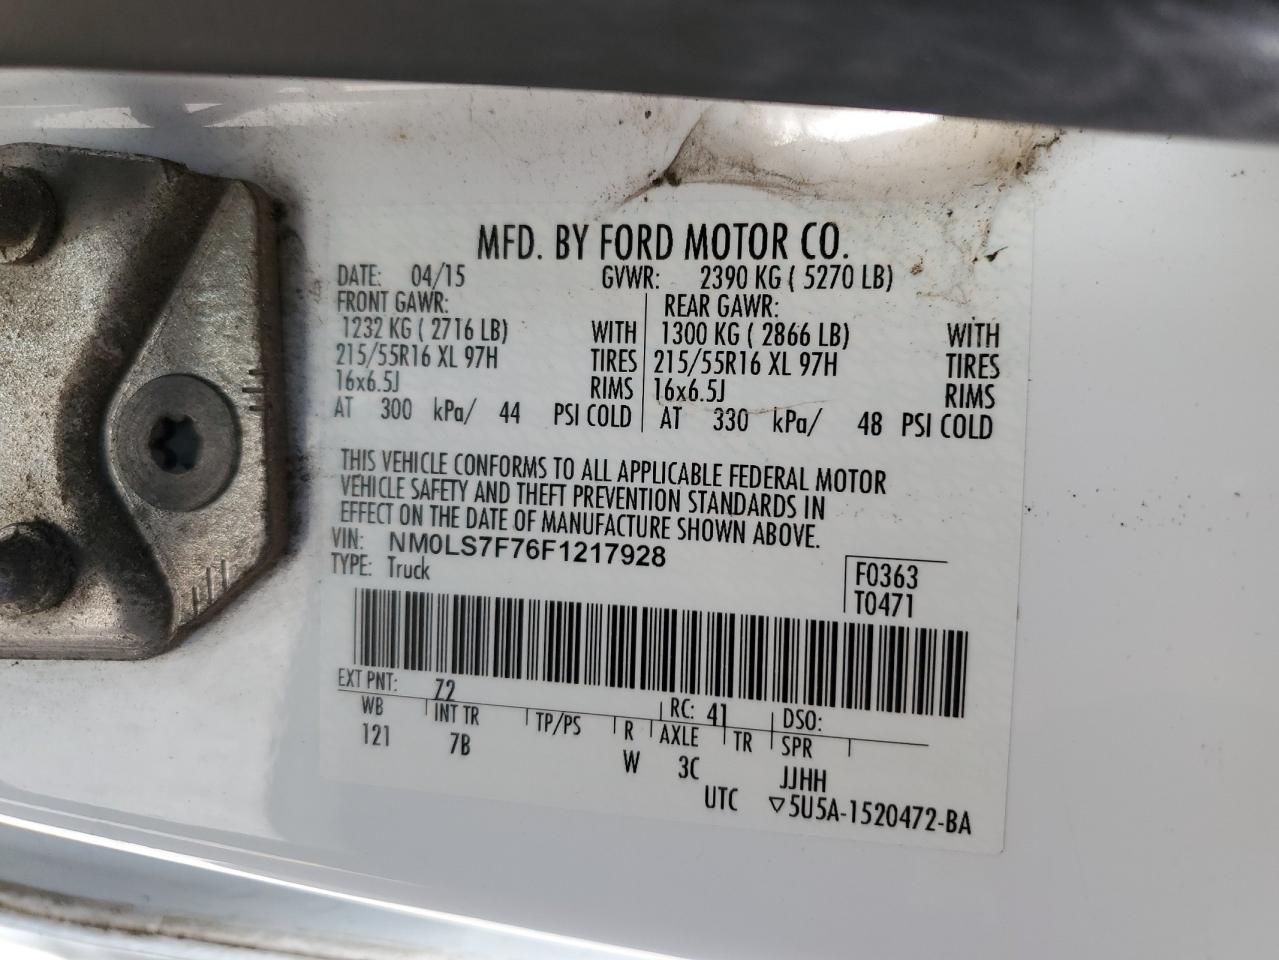 MFD. BY FORD MOTOR CO.
DATE: 04/15 GVWR: 2390 KG ( 5270 LB)
FRONT GAWR: REAR GAWR:
1232 KG ( 2716 LB) WITH 1300 KG ( 2866 LB) WITH
215/55R16 XL 97H TIRES 215/55R16 XL 97H TIRES
16x6.5J RIMS 16x6.5J RIMS
AT 300 kPa/ 44 PSI COLD AT 330 kPa/ 48 PSI COLD
THIS VEHICLE CONFORMS TO ALL APPLICABLE FEDERAL MOTOR
VEHICLE SAFETY AND THEFT PREVENTION STANDARDS IN
EFFECT ON THE DATE OF MANUFACTURE SHOWN ABOVE.
VIN: NM0LS7F76F1217928
TYPE: Truck
F0363
T0471
EXT PNT: Z2 RC: 41 DSO:
WB INT TR TP/PS R AXLE TR SPR
121 7B W 3C JJHH
UTC ▽5U5A-1520472-BA